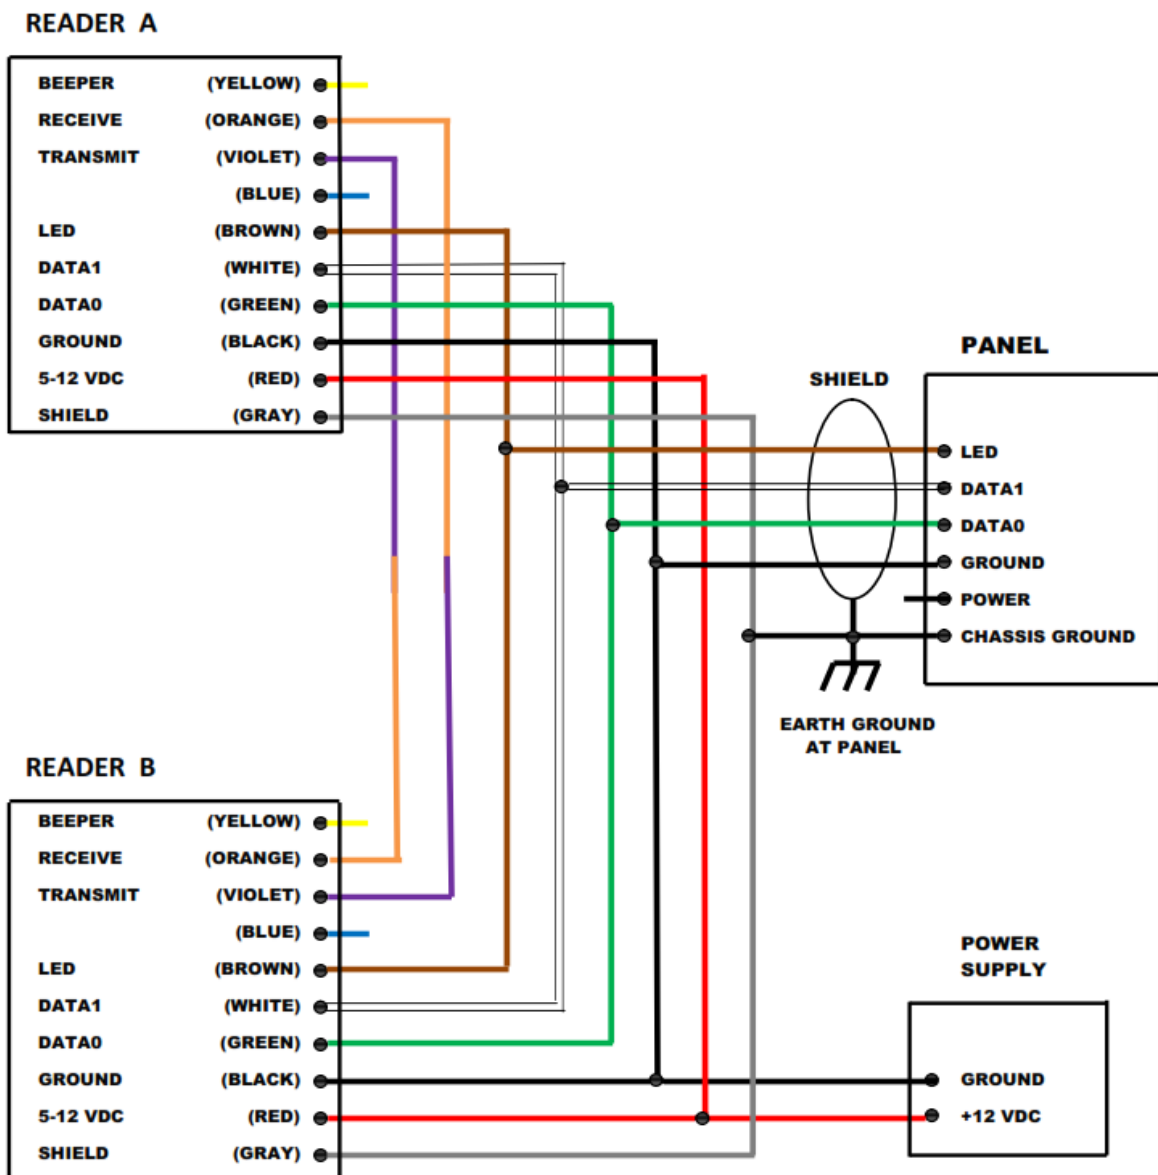 READER A
BEEPER (YELLOW)
RECEIVE (ORANGE)
TRANSMIT (VIOLET)
(BLUE)
LED (BROWN)
DATA1 (WHITE)
DATA0 (GREEN)
GROUND (BLACK)
5-12 VDC (RED)
SHIELD (GRAY)
PANEL
SHIELD
LED
DATA1
DATA0
GROUND
POWER
CHASSIS GROUND
EARTH GROUND
AT PANEL
READER B
BEEPER (YELLOW)
RECEIVE (ORANGE)
TRANSMIT (VIOLET)
(BLUE)
LED (BROWN)
DATA1 (WHITE)
DATA0 (GREEN)
GROUND (BLACK)
5-12 VDC (RED)
SHIELD (GRAY)
POWER
SUPPLY
GROUND
+12 VDC